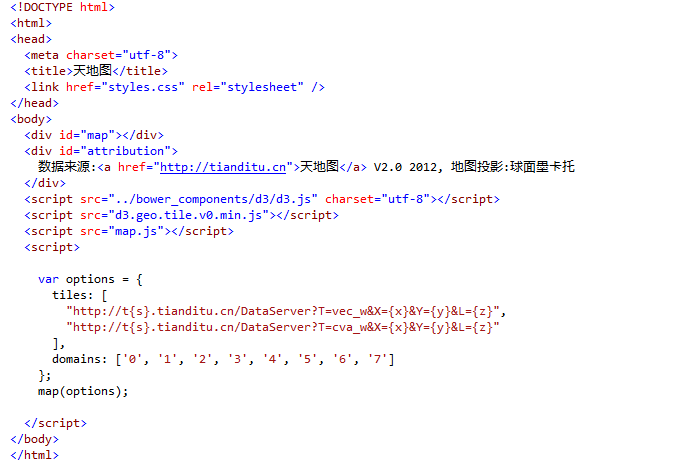 <!DOCTYPE html>
<html>
<head>
  <meta charset="utf-8">
  <title>天地图</title>
  <link href="styles.css" rel="stylesheet" />
</head>
<body>
  <div id="map"></div>
  <div id="attribution">
    数据来源:<a href="http://tianditu.cn">天地图</a> V2.0 2012, 地图投影:球面墨卡托
  </div>
  <script src="../bower_components/d3/d3.js" charset="utf-8"></script>
  <script src="d3.geo.tile.v0.min.js"></script>
  <script src="map.js"></script>
  <script>

    var options = {
      tiles: [
        "http://t{s}.tianditu.cn/DataServer?T=vec_w&X={x}&Y={y}&L={z}",
        "http://t{s}.tianditu.cn/DataServer?T=cva_w&X={x}&Y={y}&L={z}"
      ],
      domains: ['0', '1', '2', '3', '4', '5', '6', '7']
    };
    map(options);

  </script>
</body>
</html>